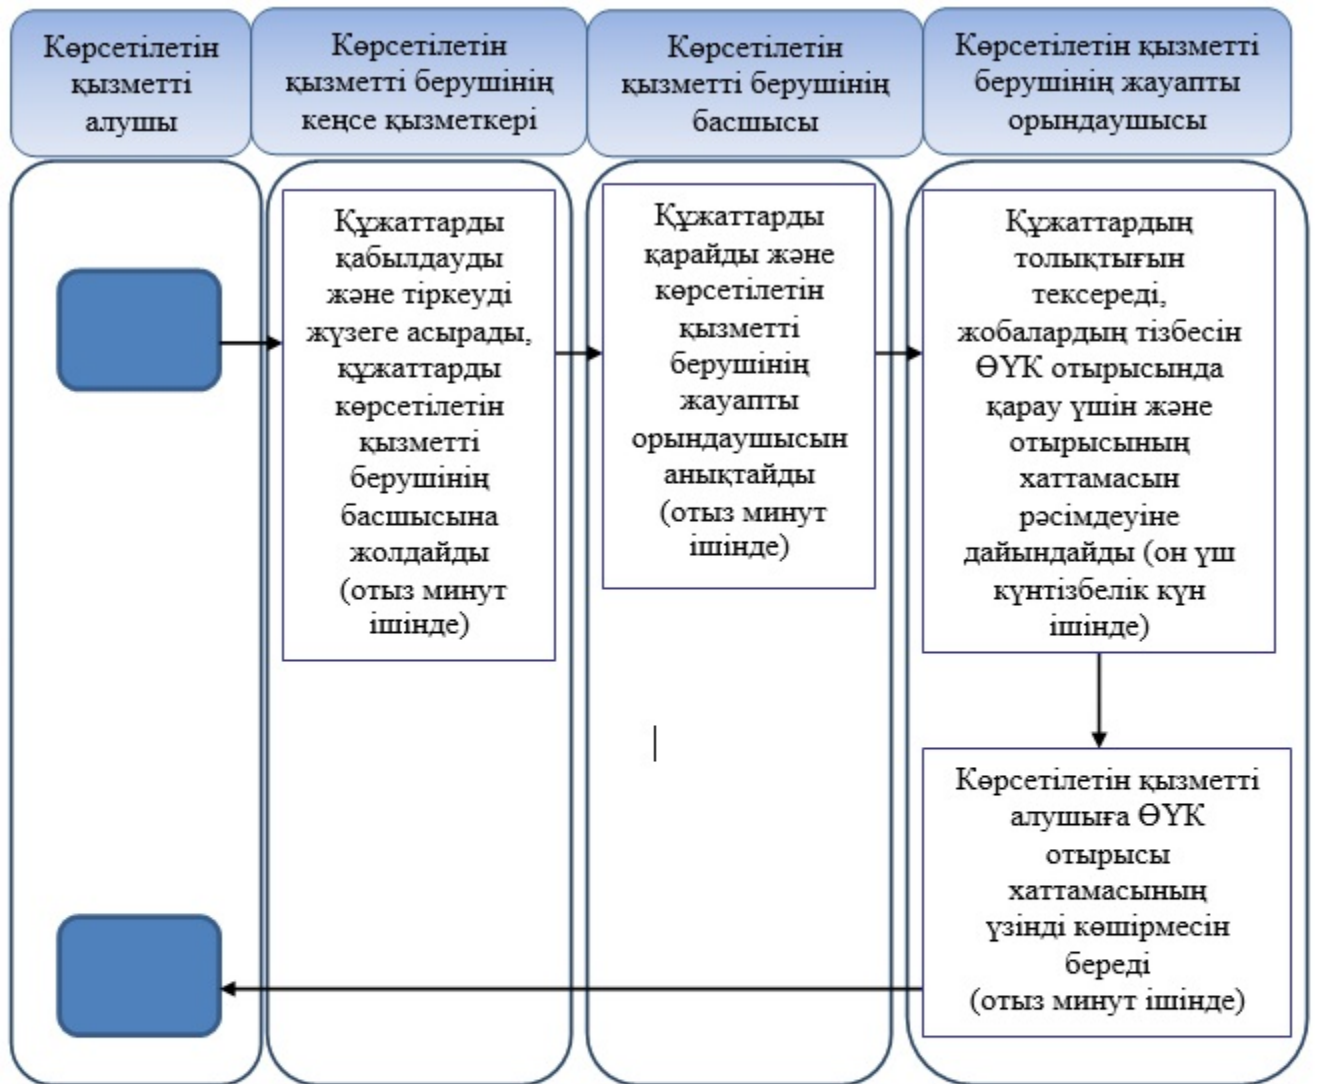 Көрсетілетін
қызметті
алушы
Көрсетілетін
қызметті берушінің
кеңсе қызметкері
Көрсетілетін
қызметті берушінің
басшысы
Көрсетілетін қызметті
берушінің жауапты
орындаушысы
Құжаттарды
қабылдауды
және тіркеуді
жүзеге асырады,
құжаттарды
көрсетілетін
қызметті
берушінің
басшысына
жолдайды
(отыз минут
ішінде)
Құжаттарды
қарайды және
көрсетілетін
қызметті
берушінің
жауапты
орындаушысын
анықтайды
(отыз минут
ішінде)
Құжаттардың
толықтығын
тексереді,
жобалардың тізбесін
ӨҮК отырысында
қарау үшін және
отырысының
хаттамасын
рәсімдеуіне
дайындайды (он үш
күнтізбелік күн
ішінде)
Көрсетілетін қызметті
алушыға ӨҮК
отырысы
хаттамасының
үзінді көшірмесін
береді
(отыз минут ішінде)